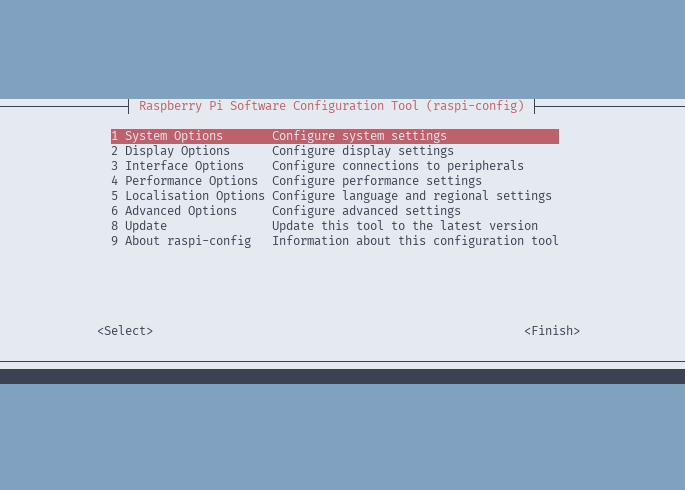 Raspberry Pi Software Configuration Tool (raspi-config)
1 System Options Configure system settings
2 Display Options Configure display settings
3 Interface Options Configure connections to peripherals
4 Performance Options Configure performance settings
5 Localisation Options Configure language and regional settings
6 Advanced Options Configure advanced settings
8 Update Update this tool to the latest version
9 About raspi-config Information about this configuration tool
<Select> <Finish>